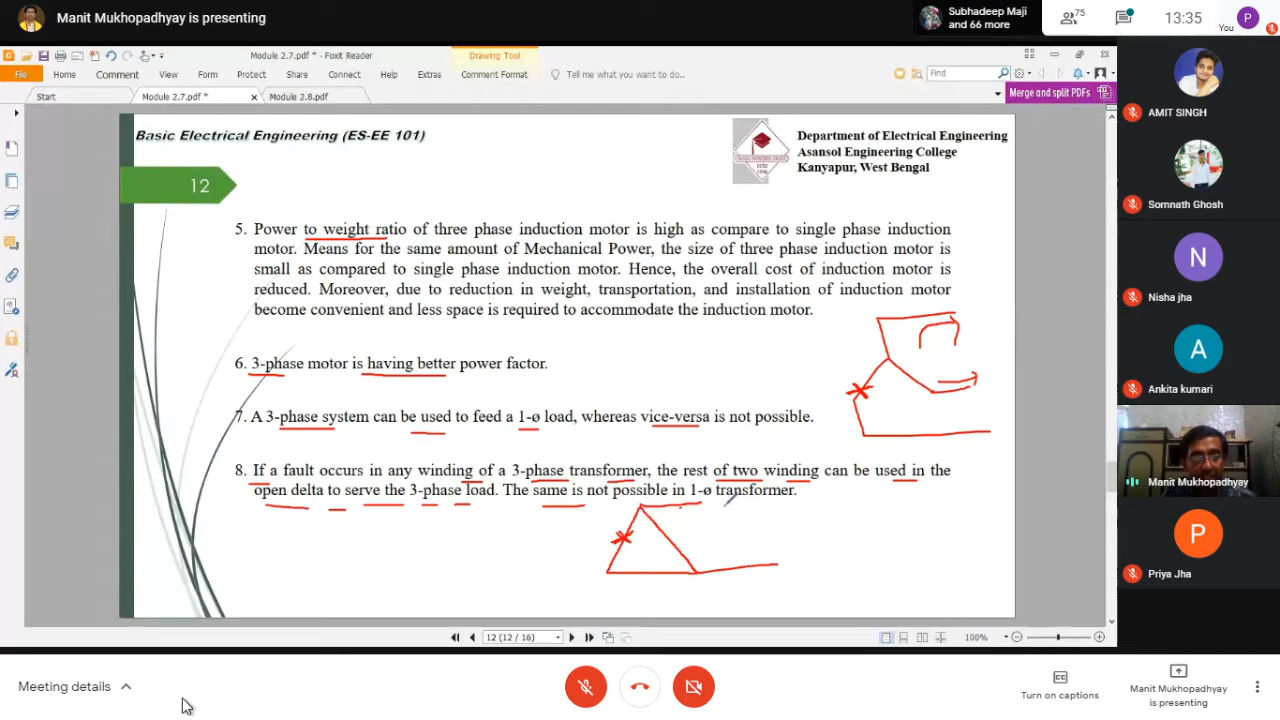 Manit Mukhopadhyay is presenting
Subhadeep Maji
and 66 more
75
13:35
You
P
Module 2.7.pdf * - Foxit Reader
Drawing Tool
File
Home
Comment
View
Form
Protect
Share
Connect
Help
Extras
Comment Format
Tell me what you want to do...
Find
Start
Module 2.7.pdf *
Module 2.8.pdf
Merge and split PDFs
Basic Electrical Engineering (ES-EE 101)
Department of Electrical Engineering
Asansol Engineering College
Kanyapur, West Bengal
12
5. Power to weight ratio of three phase induction motor is high as compare to single phase induction
motor. Means for the same amount of Mechanical Power, the size of three phase induction motor is
small as compared to single phase induction motor. Hence, the overall cost of induction motor is
reduced. Moreover, due to reduction in weight, transportation, and installation of induction motor
become convenient and less space is required to accommodate the induction motor.
6. 3-phase motor is having better power factor.
7. A 3-phase system can be used to feed a 1-ø load, whereas vice-versa is not possible.
8. If a fault occurs in any winding of a 3-phase transformer, the rest of two winding can be used in the
open delta to serve the 3-phase load. The same is not possible in 1-ø transformer.
12 (12 / 16)
100%
AMIT SINGH
Somnath Ghosh
N
Nisha jha
A
Ankita kumari
Manit Mukhopadhyay
P
Priya Jha
Meeting details
CC
Turn on captions
Manit Mukhopadhyay
is presenting